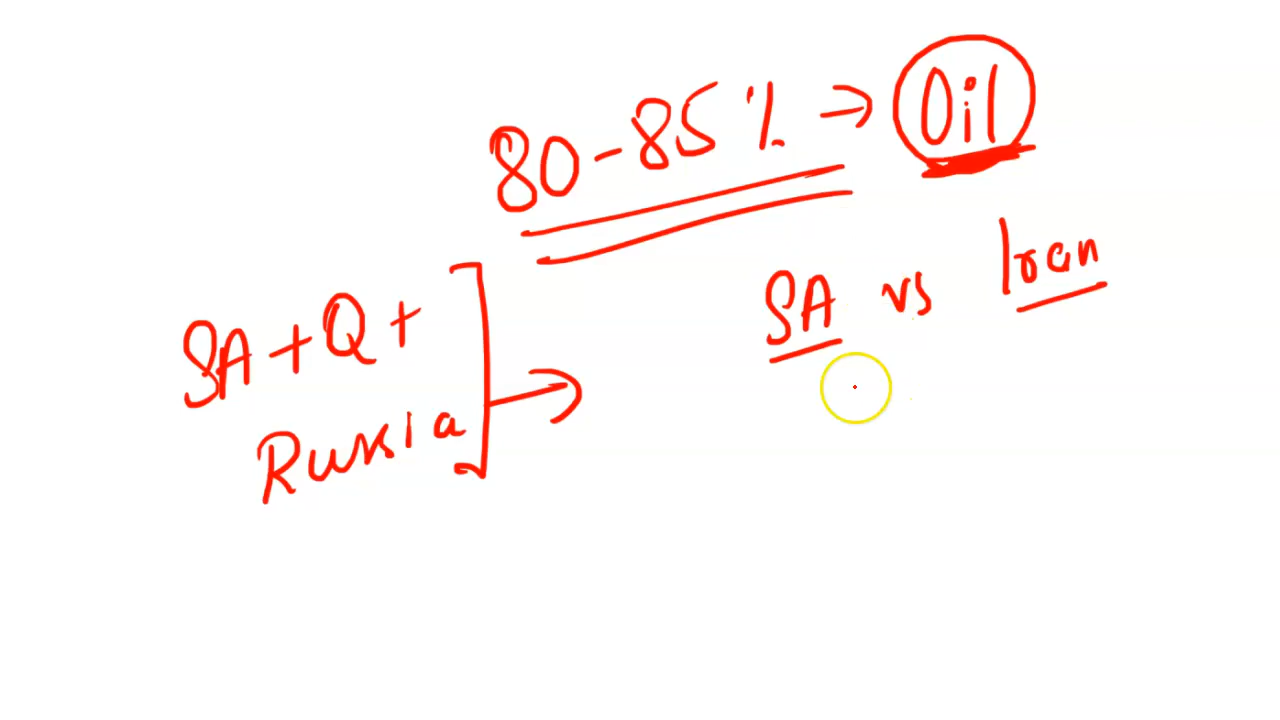 80-85% → Oil
SA vs Iran
SA + Q +
Russia →